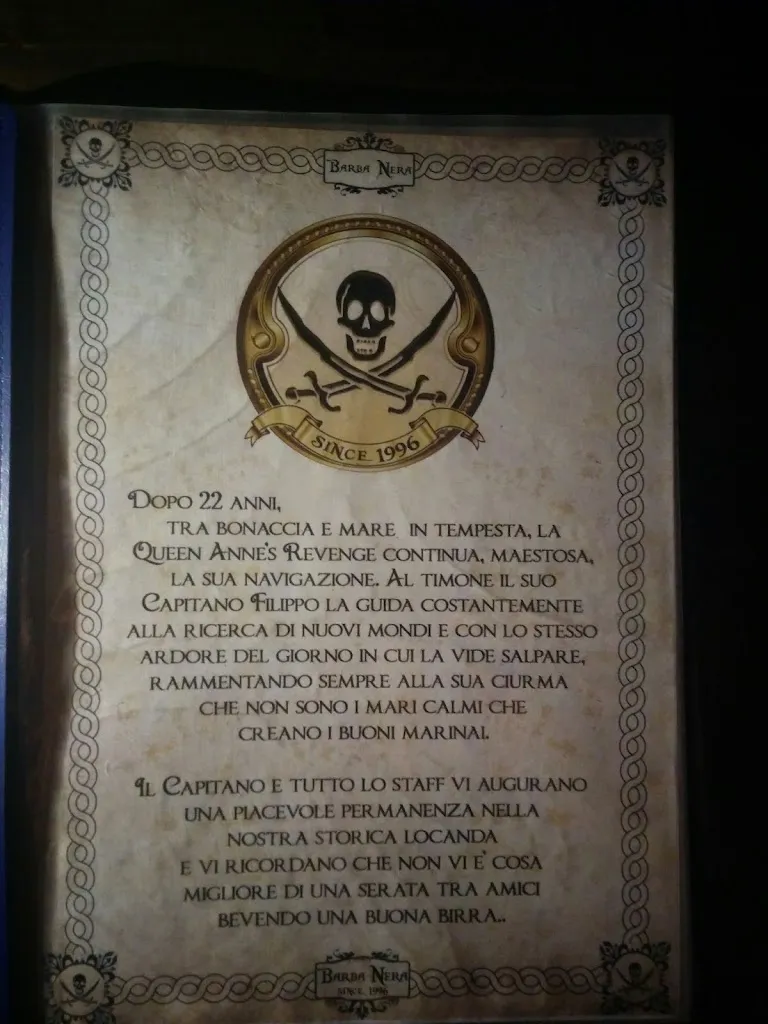 BARBA NERA
SINCE 1996
DOPO 22 ANNI,
TRA BONACCIA E MARE IN TEMPESTA, LA
QUEEN ANNE'S REVENGE CONTINUA, MAESTOSA,
LA SUA NAVIGAZIONE. AL TIMONE IL SUO
CAPITANO FILIPPO LA GUIDA COSTANTEMENTE
ALLA RICERCA DI NUOVI MONDI E CON LO STESSO
ARDORE DEL GIORNO IN CUI LA VIDE SALPARE,
RAMMENTANDO SEMPRE ALLA SUA CIURMA
CHE NON SONO I MARI CALMI CHE
CREANO I BUONI MARINAI.
IL CAPITANO E TUTTO LO STAFF VI AUGURANO
UNA PIACEVOLE PERMANENZA NELLA
NOSTRA STORICA LOCANDA
E VI RICORDANO CHE NON VI E' COSA
MIGLIORE DI UNA SERATA TRA AMICI
BEVENDO UNA BUONA BIRRA..
BARBA NERA
SINCE 1996